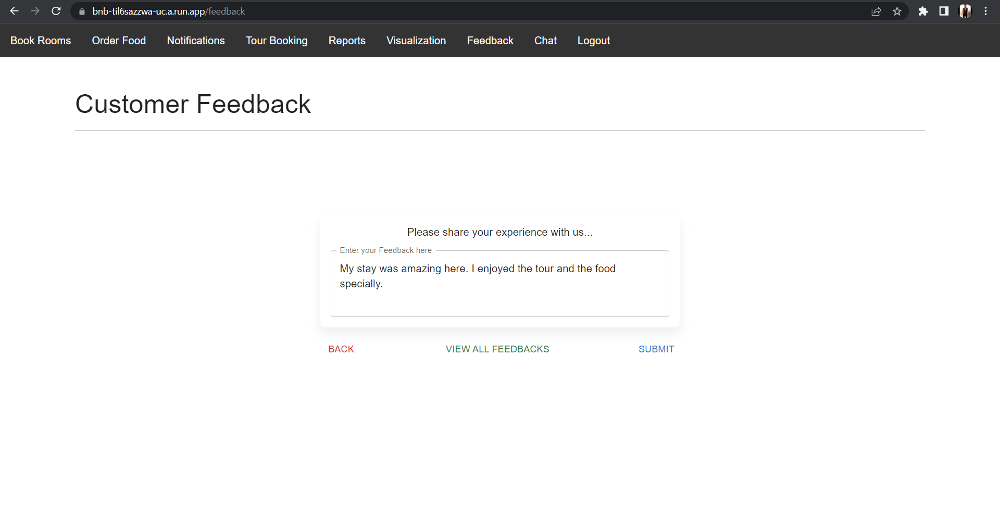 bnb-til6sazzwa-uc.a.run.app/feedback
Book Rooms Order Food Notifications Tour Booking Reports Visualization Feedback Chat Logout
Customer Feedback
Please share your experience with us...
Enter your Feedback here
My stay was amazing here. I enjoyed the tour and the food
specially.
BACK VIEW ALL FEEDBACKS SUBMIT